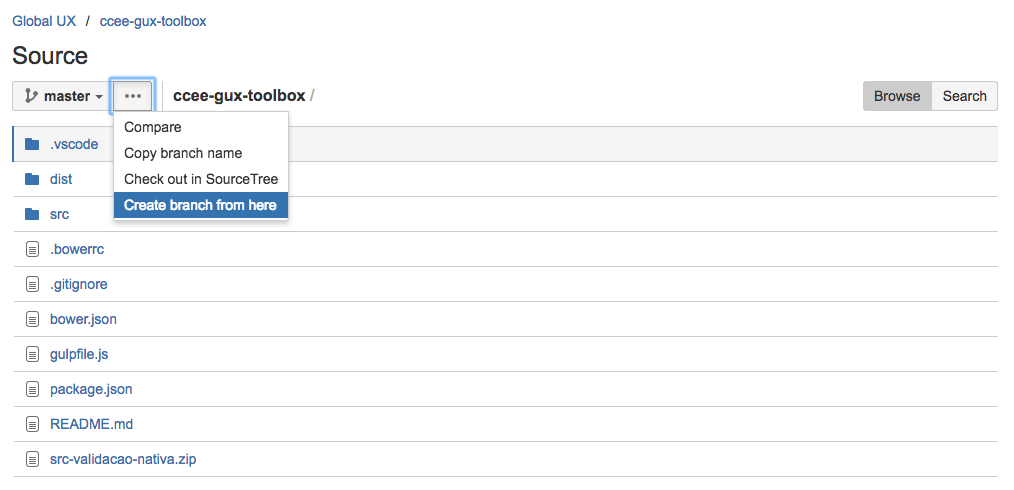 Global UX / ccee-gux-toolbox
Source
master ••• ccee-gux-toolbox / Browse Search
Compare
Copy branch name
Check out in SourceTree
Create branch from here
.vscode
dist
src
.bowerrc
.gitignore
bower.json
gulpfile.js
package.json
README.md
src-validacao-nativa.zip